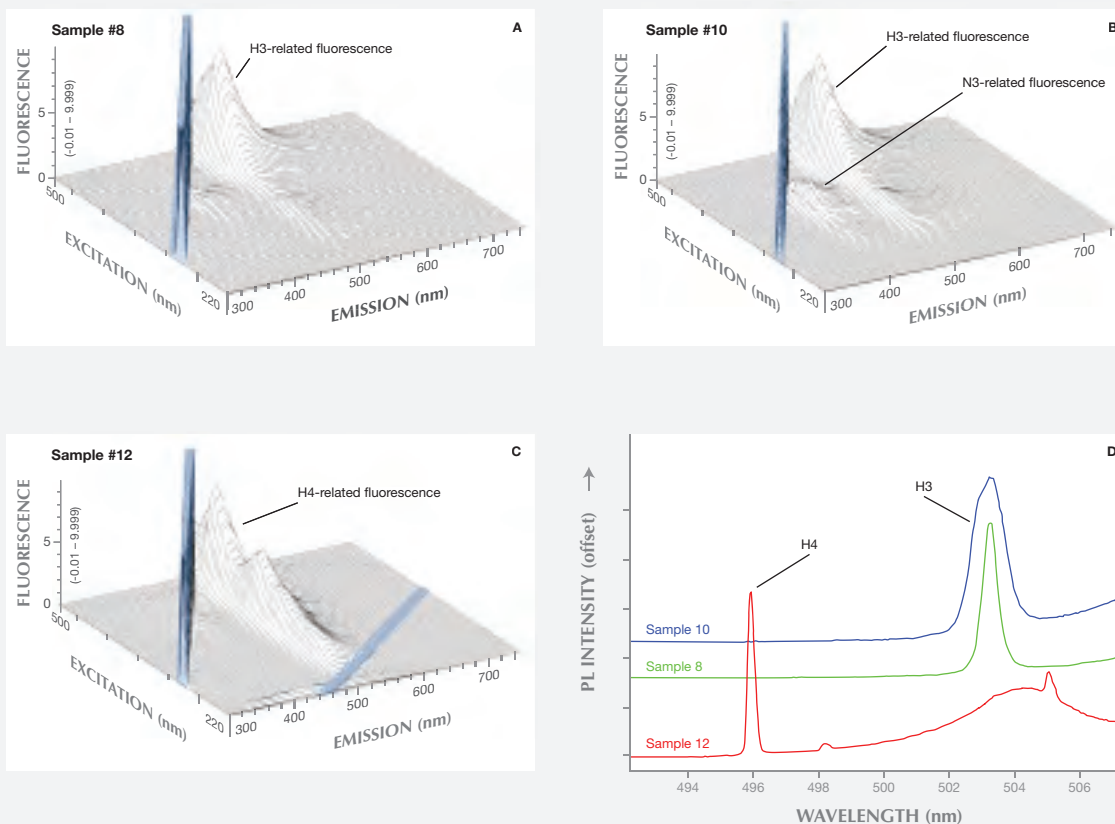 Sample #8
A
H3-related fluorescence
FLUORESCENCE
(-0.01 – 9.999)
5
0
500
EXCITATION (nm)
220
300
400
500
600
700
EMISSION (nm)
Sample #10
B
H3-related fluorescence
N3-related fluorescence
FLUORESCENCE
(-0.01 – 9.999)
5
0
500
EXCITATION (nm)
220
300
400
500
600
700
EMISSION (nm)
Sample #12
C
H4-related fluorescence
FLUORESCENCE
(-0.01 – 9.999)
5
0
500
EXCITATION (nm)
220
300
400
500
600
700
EMISSION (nm)
D
PL INTENSITY (offset)
H3
H4
Sample 10
Sample 8
Sample 12
494 496 498 500 502 504 506
WAVELENGTH (nm)